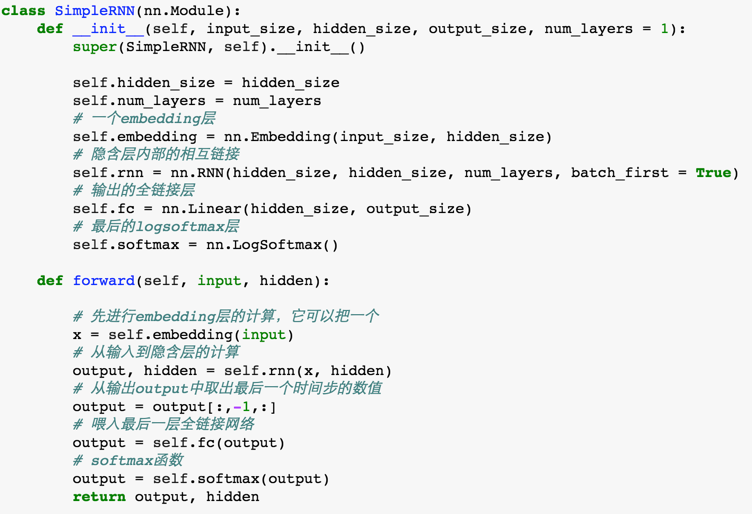 class SimpleRNN(nn.Module):
    def __init__(self, input_size, hidden_size, output_size, num_layers = 1):
        super(SimpleRNN, self).__init__()

        self.hidden_size = hidden_size
        self.num_layers = num_layers
        # 一个embedding层
        self.embedding = nn.Embedding(input_size, hidden_size)
        # 隐含层内部的相互链接
        self.rnn = nn.RNN(hidden_size, hidden_size, num_layers, batch_first = True)
        # 输出的全链接层
        self.fc = nn.Linear(hidden_size, output_size)
        # 最后的logsoftmax层
        self.softmax = nn.LogSoftmax()

    def forward(self, input, hidden):

        # 先进行embedding层的计算，它可以把一个
        x = self.embedding(input)
        # 从输入到隐含层的计算
        output, hidden = self.rnn(x, hidden)
        # 从输出output中取出最后一个时间步的数值
        output = output[:,-1,:]
        # 喂入最后一层全链接网络
        output = self.fc(output)
        # softmax函数
        output = self.softmax(output)
        return output, hidden